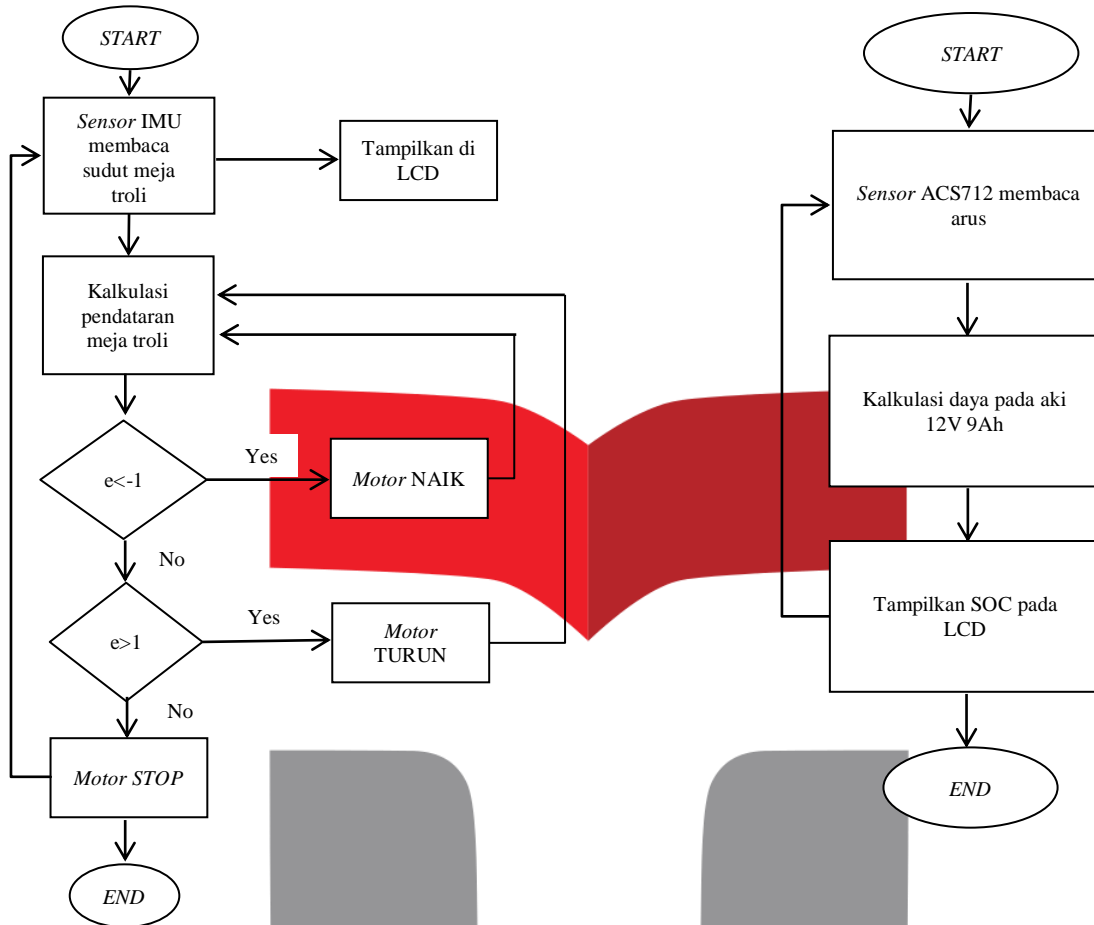 START
Sensor IMU
membaca
sudut meja
troli
Tampilkan di
LCD
Kalkulasi
pendataran
meja troli
e<-1
Yes
Motor NAIK
No
e>1
Yes
Motor
TURUN
No
Motor STOP
END
START
Sensor ACS712 membaca
arus
Kalkulasi daya pada aki
12V 9Ah
Tampilkan SOC pada
LCD
END